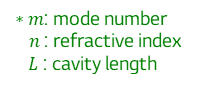 * m: mode number
n: refractive index
L: cavity length